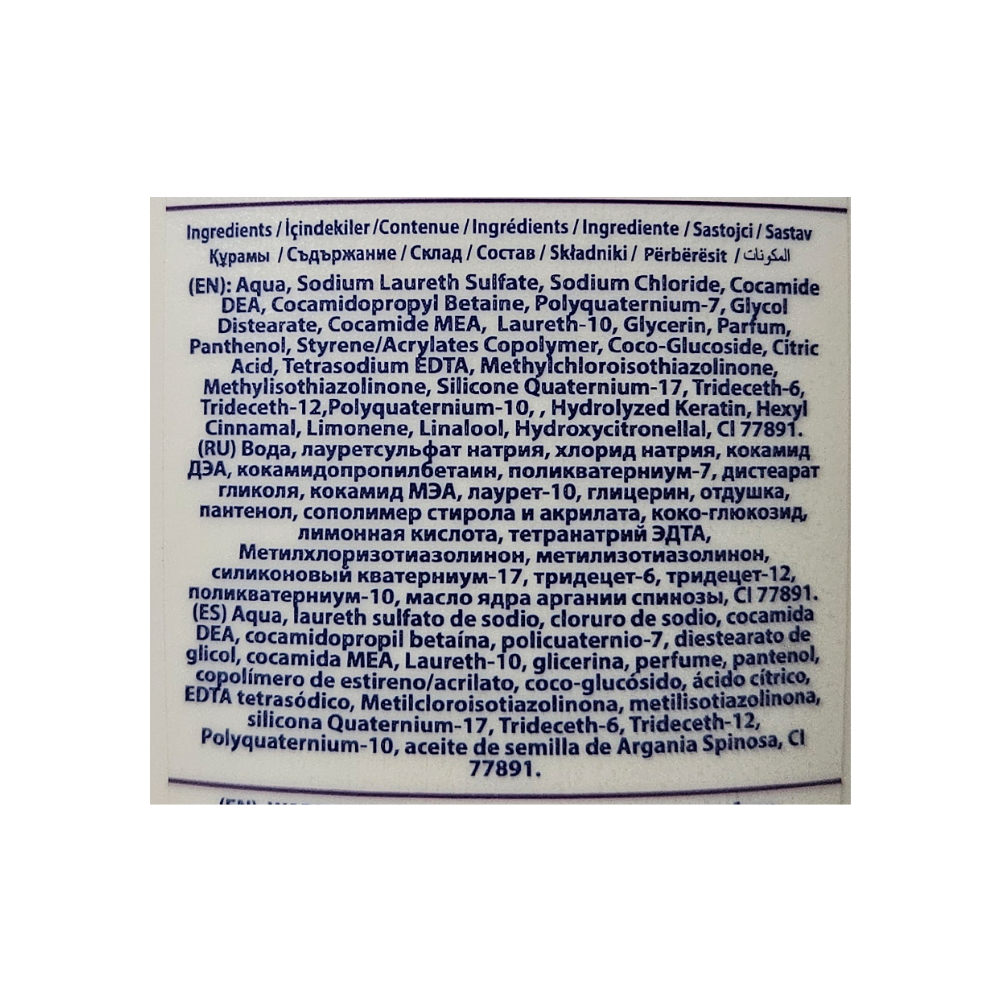 Ingredients / İçindekiler /Contenue / Ingrédients / Ingrediente / Sastojci / Sastav
Құрамы / Съдържание / Склад / Состав / Składniki / Përbërësit / المكونات
(EN): Aqua, Sodium Laureth Sulfate, Sodium Chloride, Cocamide
DEA, Cocamidopropyl Betaine, Polyquaternium-7, Glycol
Distearate, Cocamide MEA, Laureth-10, Glycerin, Parfum,
Panthenol, Styrene/Acrylates Copolymer, Coco-Glucoside, Citric
Acid, Tetrasodium EDTA, Methylchloroisothiazolinone,
Methylisothiazolinone, Silicone Quaternium-17, Trideceth-6,
Trideceth-12,Polyquaternium-10, , Hydrolyzed Keratin, Hexyl
Cinnamal, Limonene, Linalool, Hydroxycitronellal, CI 77891.
(RU) Вода, лауретсульфат натрия, хлорид натрия, кокамид
ДЭА, кокамидопропилбетаин, поликватерниум-7, дистеарат
гликоля, кокамид МЭА, лаурет-10, глицерин, отдушка,
пантенол, сополимер стирола и акрилата, коко-глюкозид,
лимонная кислота, тетранатрий ЭДТА,
Метилхлоризотиазолинон, метилизотиазолинон,
силиконовый кватерниум-17, тридецет-6, тридецет-12,
поликватерниум-10, масло ядра аргании спинозы, CI 77891.
(ES) Aqua, laureth sulfato de sodio, cloruro de sodio, cocamida
DEA, cocamidopropil betaína, policuaternio-7, diestearato de
glicol, cocamida MEA, Laureth-10, glicerina, perfume, pantenol,
copolímero de estireno/acrilato, coco-glucósido, ácido cítrico,
EDTA tetrasódico, Metilcloroisotiazolinona, metilisotiazolinona,
silicona Quaternium-17, Trideceth-6, Trideceth-12,
Polyquaternium-10, aceite de semilla de Argania Spinosa, CI
77891.